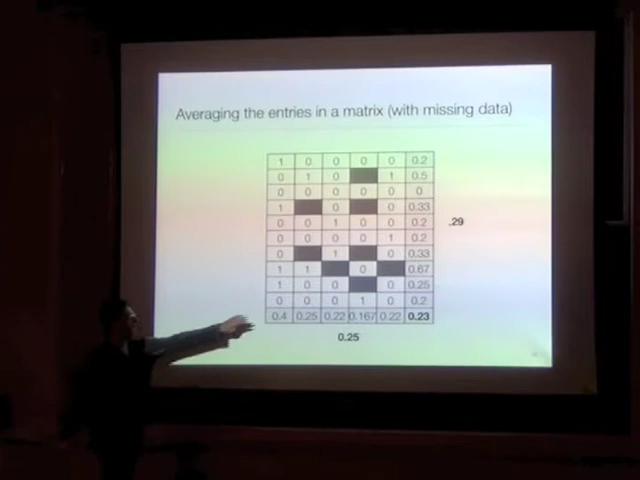 Averaging the entries in a matrix (with missing data)
1 0 0 0 0 0.2
0 1 0 1 0.5
0 0 0 0 0 0
1 0 0 0.33
0 0 1 0 0 0.2
.29
0 0 0 0 1 0.2
0 1 0 0.33
1 1 0 0.67
1 0 0 0 0.25
0 0 0 1 0 0.2
0.4 0.25 0.22 0.167 0.22 0.23
0.25